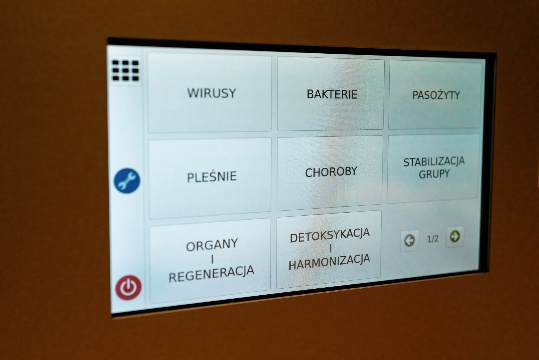 WIRUSY
BAKTERIE
PASOŻYTY
PLEŚNIE
CHOROBY
STABILIZACJA
GRUPY
ORGANY
I
REGENERACJA
DETOKSYKACJA
I
HARMONIZACJA
1/2